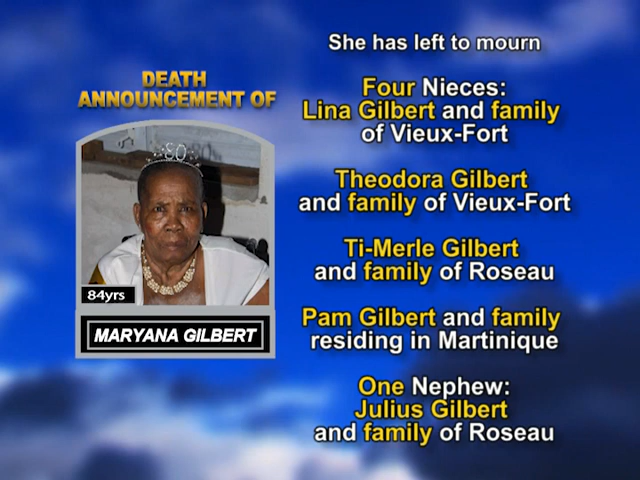 DEATH
ANNOUNCEMENT OF
80
84yrs
MARYANA GILBERT
She has left to mourn
Four Nieces:
Lina Gilbert and family
of Vieux-Fort
Theodora Gilbert
and family of Vieux-Fort
Ti-Merle Gilbert
and family of Roseau
Pam Gilbert and family
residing in Martinique
One Nephew:
Julius Gilbert
and family of Roseau